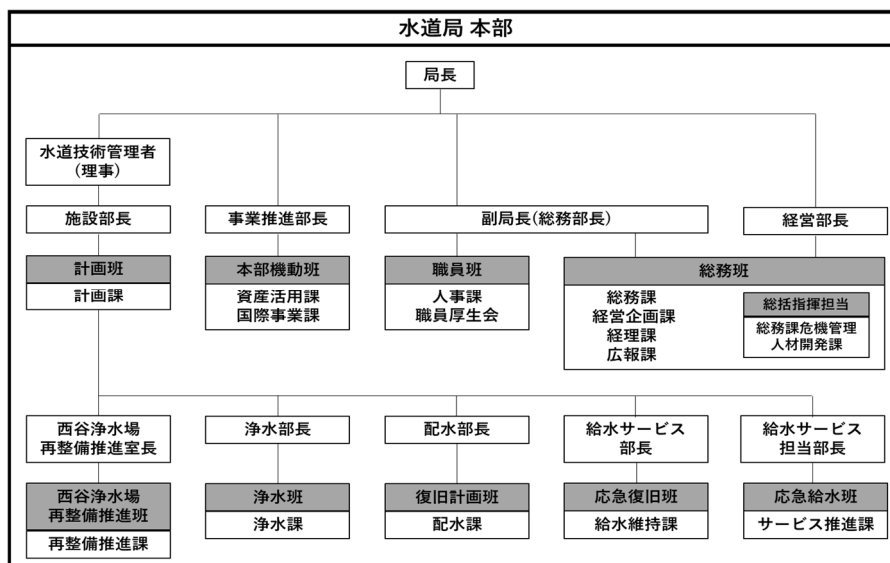 水道局 本部
局長
水道技術管理者
(理事)
施設部長
事業推進部長
副局長(総務部長)
経営部長
計画班
計画課
本部機動班
資産活用課
国際事業課
職員班
人事課
職員厚生会
総務班
総務課
経営企画課
経理課
広報課
総括指揮担当
総務課危機管理
人材開発課
西谷浄水場
再整備推進室長
浄水部長
配水部長
給水サービス
部長
給水サービス
担当部長
西谷浄水場
再整備推進班
再整備推進課
浄水班
浄水課
復旧計画班
配水課
応急復旧班
給水維持課
応急給水班
サービス推進課